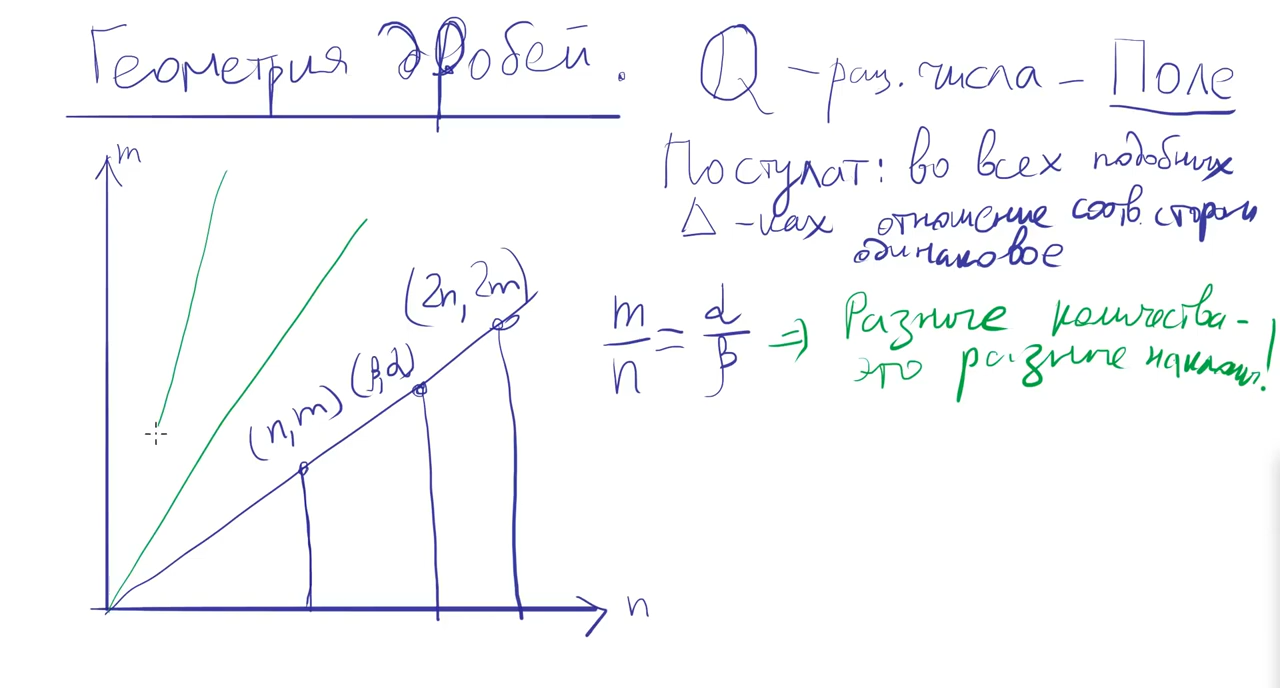 Геометрия дробей.
Q - рац. числа - Поле
Постулат: во всех подобных
Δ-ках отношение соотв. сторон
одинаковое
m/n = α/β ⇒ Разные количества -
это разные наклоны!
m
(2n, 2m)
(β, α)
(n, m)
n